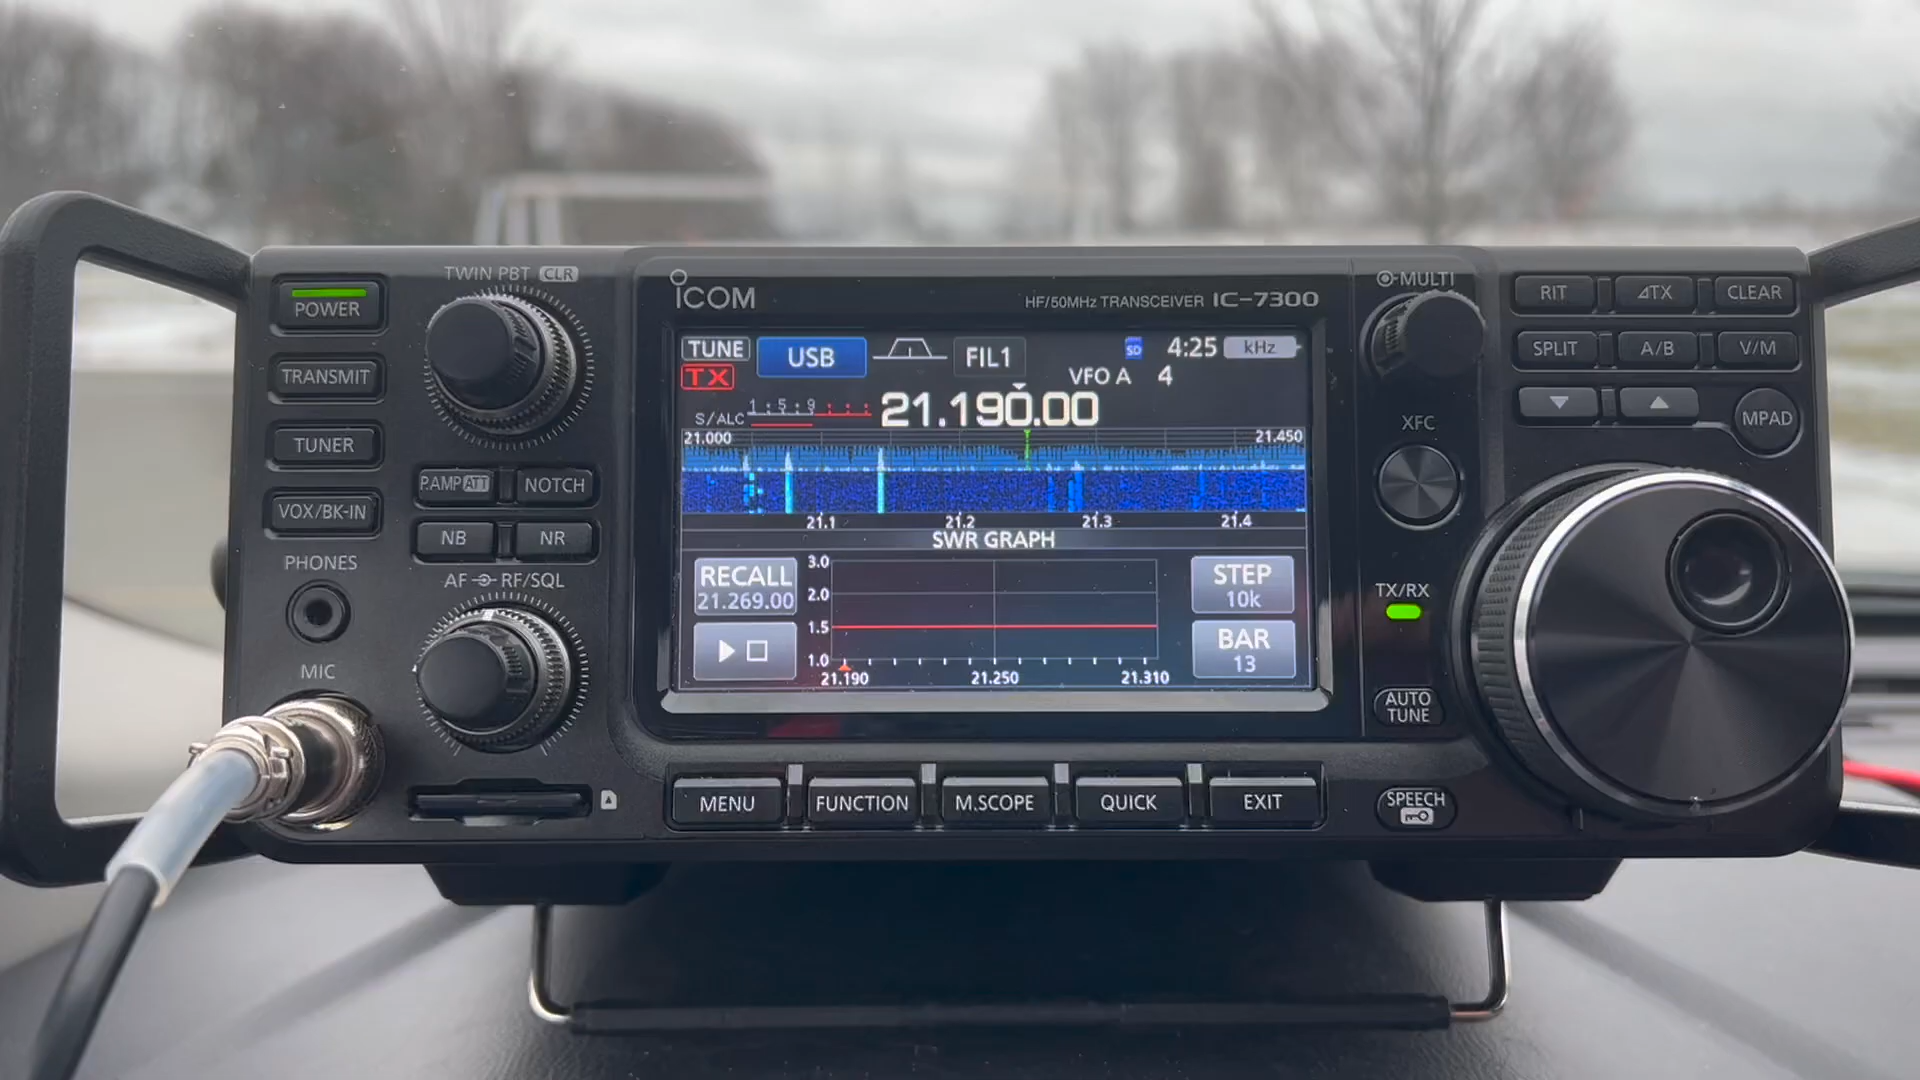 TWIN PBT CLR
POWER
TRANSMIT
TUNER
VOX/BK-IN
PHONES
MIC
P.AMP ATT
NOTCH
NB
NR
AF RF/SQL
ICOM
HF/50MHz TRANSCEIVER IC-7300
TUNE
USB
FIL1
SD
4:25
kHz
TX
VFO A 4
S/ALC
1 : 5 : 9
21.190.00
21.000
21.450
21.1 21.2 21.3 21.4
SWR GRAPH
RECALL
21.269.00
3.0
2.0
1.5
1.0
21.190 21.250 21.310
STEP
10k
BAR
13
MENU
FUNCTION
M.SCOPE
QUICK
EXIT
MULTI
XFC
TX/RX
AUTO
TUNE
SPEECH
RIT
⊿TX
CLEAR
SPLIT
A/B
V/M
MPAD